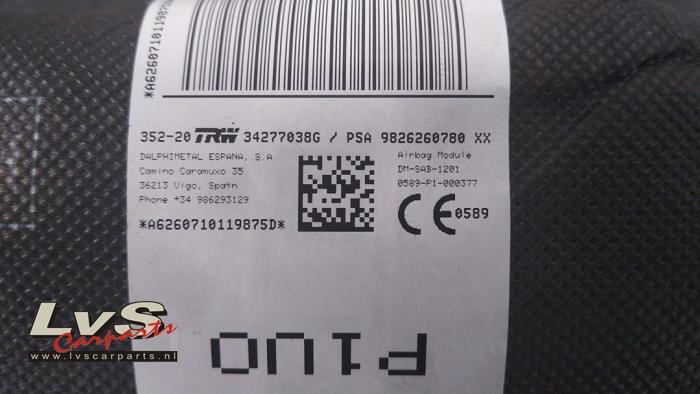 *A6260710119875D*
352-20 TRW 34277038G / PSA 9826260780 XX
DALPHIMETAL ESPANA, S.A.
Camino Caramuxo 35
36213 Vigo, Spain
Phone +34 986293129
*A6260710119875D*
Airbag Module
DM-SAB-1201
0589-P1-000377
CE 0589
P1U0
LvS
Carparts
www.lvscarparts.nl